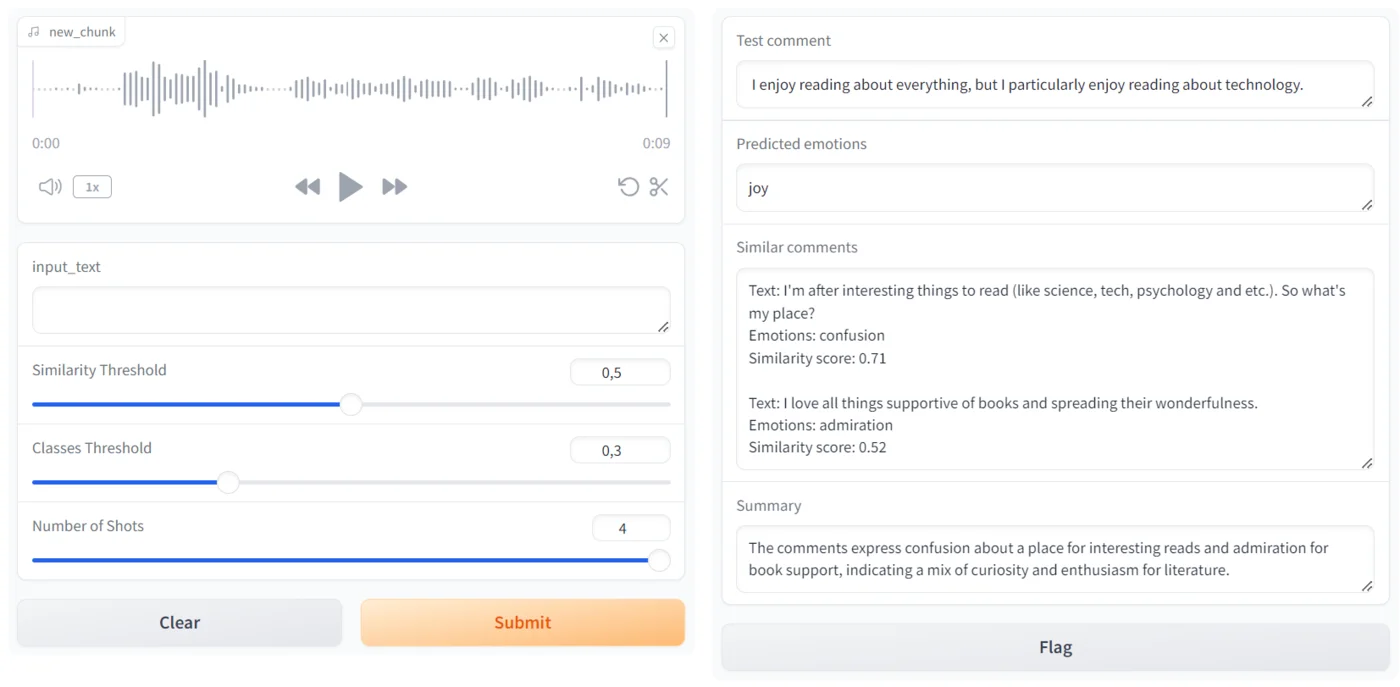 new_chunk
0:00
0:09
1x
input_text
Similarity Threshold
0,5
Classes Threshold
0,3
Number of Shots
4
Clear
Submit
Test comment
I enjoy reading about everything, but I particularly enjoy reading about technology.
Predicted emotions
joy
Similar comments
Text: I'm after interesting things to read (like science, tech, psychology and etc.). So what's
my place?
Emotions: confusion
Similarity score: 0.71
Text: I love all things supportive of books and spreading their wonderfulness.
Emotions: admiration
Similarity score: 0.52
Summary
The comments express confusion about a place for interesting reads and admiration for
book support, indicating a mix of curiosity and enthusiasm for literature.
Flag